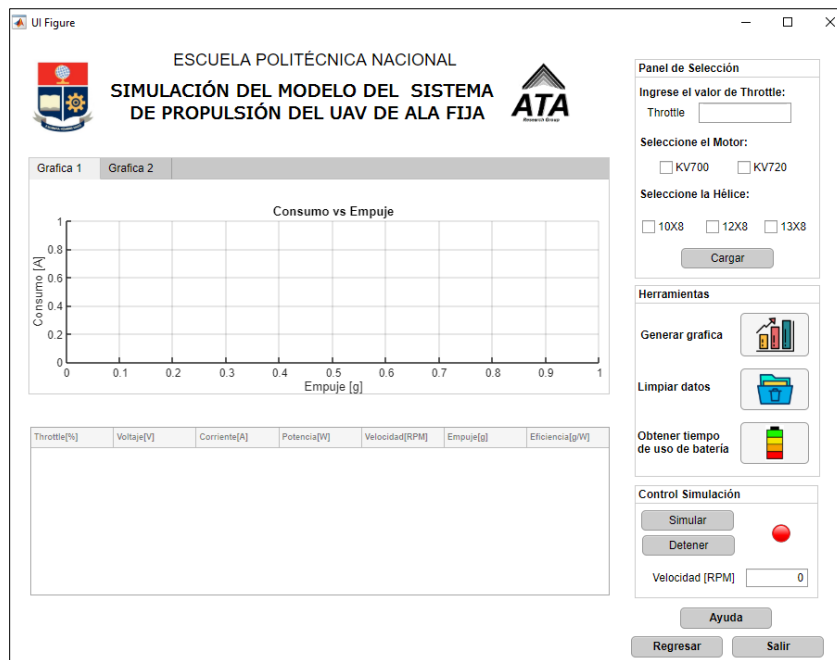 UI Figure
ESCUELA POLITÉCNICA NACIONAL
SIMULACIÓN DEL MODELO DEL SISTEMA
DE PROPULSIÓN DEL UAV DE ALA FIJA
ATA
Research Group
Grafica 1
Grafica 2
Consumo vs Empuje
Consumo [A]
1
0.8
0.6
0.4
0.2
0
0 0.1 0.2 0.3 0.4 0.5 0.6 0.7 0.8 0.9 1
Empuje [g]
Throttle[%] Voltaje[V] Corriente[A] Potencia[W] Velocidad[RPM] Empuje[g] Eficiencia[g/W]
Panel de Selección
Ingrese el valor de Throttle:
Throttle
Seleccione el Motor:
KV700 KV720
Seleccione la Hélice:
10X8 12X8 13X8
Cargar
Herramientas
Generar grafica
Limpiar datos
Obtener tiempo
de uso de batería
Control Simulación
Simular
Detener
Velocidad [RPM] 0
Ayuda
Regresar Salir